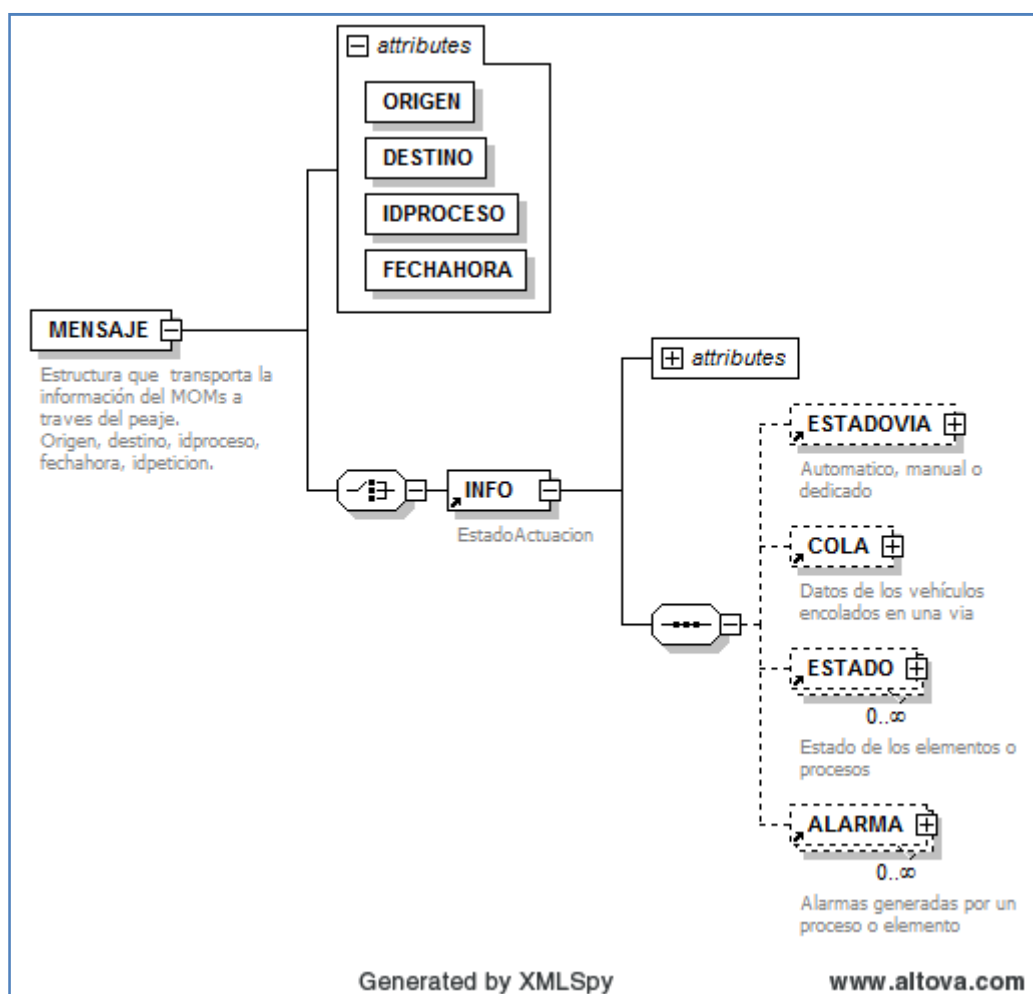 attributes
ORIGEN
DESTINO
IDPROCESO
FECHAHORA
MENSAJE
Estructura que transporta la
información del MOMs a
traves del peaje.
Origen, destino, idproceso,
fechahora, idpeticion.
INFO
EstadoActuacion
attributes
ESTADOVIA
Automatico, manual o
dedicado
COLA
Datos de los vehículos
encolados en una via
ESTADO
0..∞
Estado de los elementos o
procesos
ALARMA
0..∞
Alarmas generadas por un
proceso o elemento
Generated by XMLSpy
www.altova.com